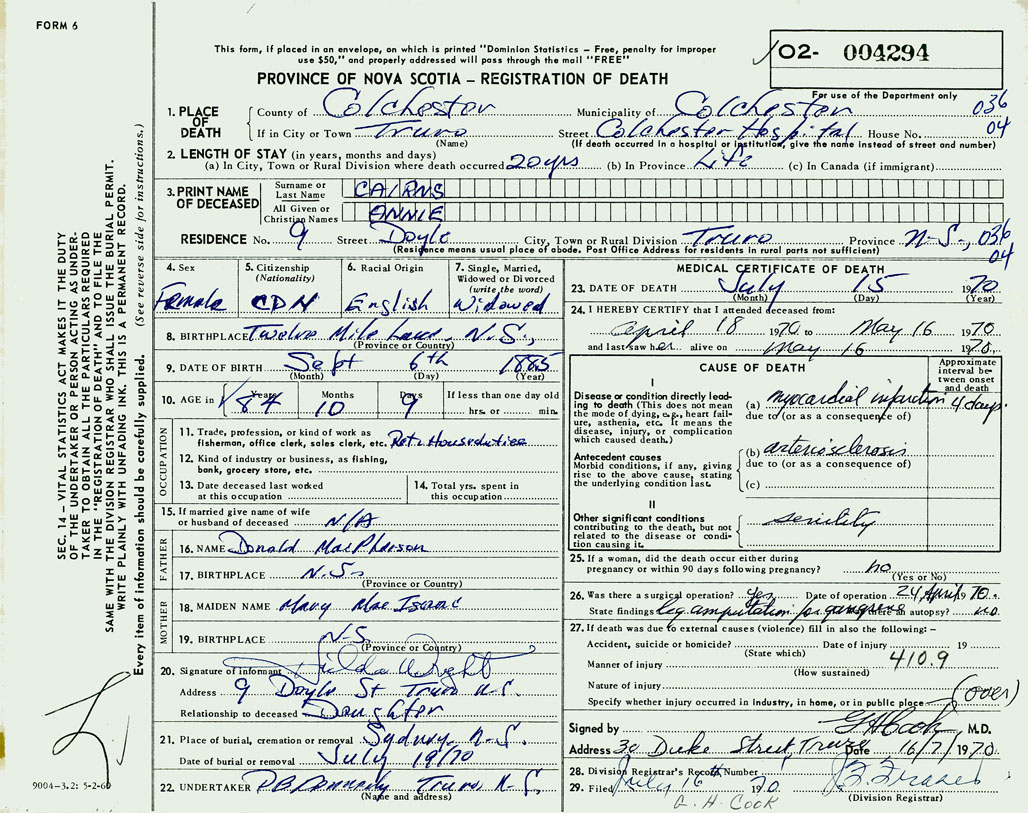 FORM 6
This form, if placed in an envelope, on which is printed "Dominion Statistics – Free, penalty for improper
use $50," and properly addressed will pass through the mail "FREE"
O2- 004294
PROVINCE OF NOVA SCOTIA – REGISTRATION OF DEATH
For use of the Department only
1. PLACE OF DEATH
County of Colchester Municipality of Colchester 036
If in City or Town Truro Street Colchester Hospital House No. 04
(Name) (If death occurred in a hospital or institution, give the name instead of street and number)
2. LENGTH OF STAY (in years, months and days)
(a) In City, Town or Rural Division where death occurred 20 yrs (b) In Province Life (c) In Canada (if immigrant)
3. PRINT NAME OF DECEASED
Surname or Last Name CAIRNS
All Given or Christian Names ANNIE
RESIDENCE No. 9 Street Doyle City, Town or Rural Division Truro Province N.S., 036
(Residence means usual place of abode. Post Office Address for residents in rural parts not sufficient) 04
4. Sex Female
5. Citizenship (Nationality) CDN
6. Racial Origin English
7. Single, Married, Widowed or Divorced (write the word) Widowed
8. BIRTHPLACE Twelve Mile Lane, N.S.,
(Province or Country)
9. DATE OF BIRTH Sept 6th 1885
(Month) (Day) (Year)
10. AGE in Years 84 Months 10 Days 9 If less than one day old hrs. or min.
OCCUPATION
11. Trade, profession, or kind of work as
fisherman, office clerk, sales clerk, etc. Ret. Houseduties
12. Kind of industry or business, as fishing,
bank, grocery store, etc.
13. Date deceased last worked
at this occupation
14. Total yrs. spent in
this occupation
15. If married give name of wife
or husband of deceased N/A
FATHER
16. NAME Donald MacPherson
17. BIRTHPLACE N.S.
(Province or Country)
MOTHER
18. MAIDEN NAME Mary MacIsaac
19. BIRTHPLACE N.S.
(Province or Country)
20. Signature of informant Hilda Wright
Address 9 Doyle St Truro N.S.
Relationship to deceased Daughter
21. Place of burial, cremation or removal Sydney N.S.
Date of burial or removal July 19/70
22. UNDERTAKER Truro, N.S.
(Name and address)
MEDICAL CERTIFICATE OF DEATH
23. DATE OF DEATH July 15 1970
(Month) (Day) (Year)
24. I HEREBY CERTIFY that I attended deceased from:
April 18 1970 to May 16 1970
and last saw her alive on May 16 1970.
CAUSE OF DEATH
Approximate interval between onset and death
I
Disease or condition directly leading to death (This does not mean the mode of dying, e.g., heart failure, asthenia, etc. It means the disease, injury, or complication which caused death.)
(a) myocardial infarction 4 days.
due to (or as a consequence of)
Antecedent causes
Morbid conditions, if any, giving rise to the above cause, stating the underlying condition last.
(b) arteriosclerosis
due to (or as a consequence of)
(c)
II
Other significant conditions
contributing to the death, but not related to the disease or condition causing it.
senility
25. If a woman, did the death occur either during
pregnancy or within 90 days following pregnancy? no
(Yes or No)
26. Was there a surgical operation? yes Date of operation 24 April 1970.
State findings leg amputation for gangrene there an autopsy? no
27. If death was due to external causes (violence) fill in also the following: –
Accident, suicide or homicide? Date of injury 19
(State which)
Manner of injury 410.9
(How sustained)
Nature of injury
Specify whether injury occurred in industry, in home, or in public place (over)
Signed by G H Cook, M.D.
Address 30 Duke Street, Truro Date 16/7/1970
28. Division Registrar's Record Number
29. Filed July 16 1970. Fraser
(Division Registrar)
G. H. COOK
SEC. 14 – VITAL STATISTICS ACT MAKES IT THE DUTY
OF THE UNDERTAKER OR PERSON ACTING AS UNDER-
TAKER TO OBTAIN ALL THE PARTICULARS REQUIRED
IN THE "REGISTRATION OF DEATH" AND TO FILE THE
SAME WITH THE DIVISION REGISTRAR WHO SHALL ISSUE THE BURIAL PERMIT.
WRITE PLAINLY WITH UNFADING INK. THIS IS A PERMANENT RECORD.
Every item of information should be carefully supplied. (See reverse side for instructions.)
9004-3.2: 5-2-60